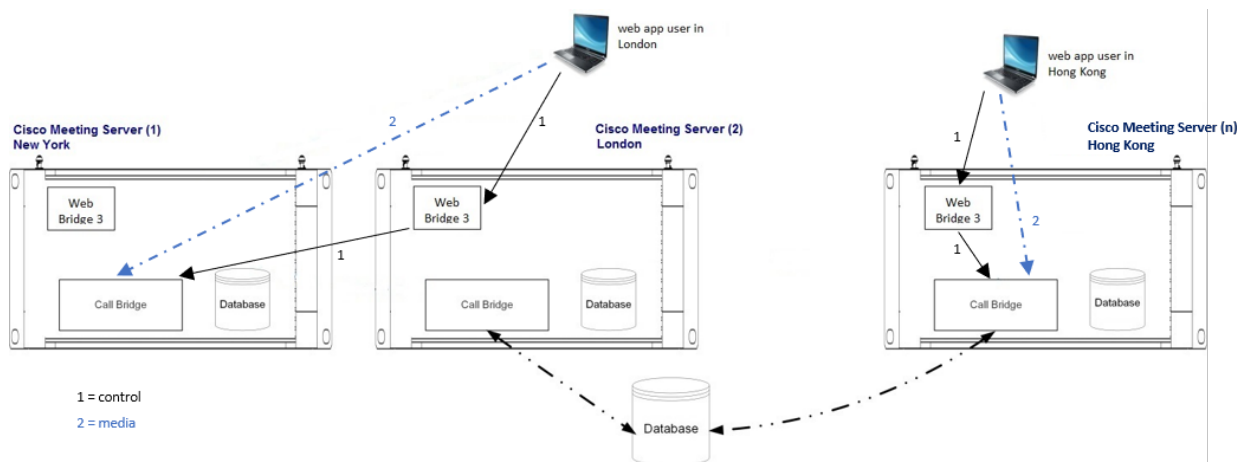 web app user in
London
web app user in
Hong Kong
2
1
1
Cisco Meeting Server (1)
New York
Cisco Meeting Server (2)
London
Cisco Meeting Server (n)
Hong Kong
Web
Bridge 3
Web
Bridge 3
Web
Bridge 3
2
1
1
Call Bridge
Database
Call Bridge
Database
Call Bridge
Database
1 = control
2 = media
Database